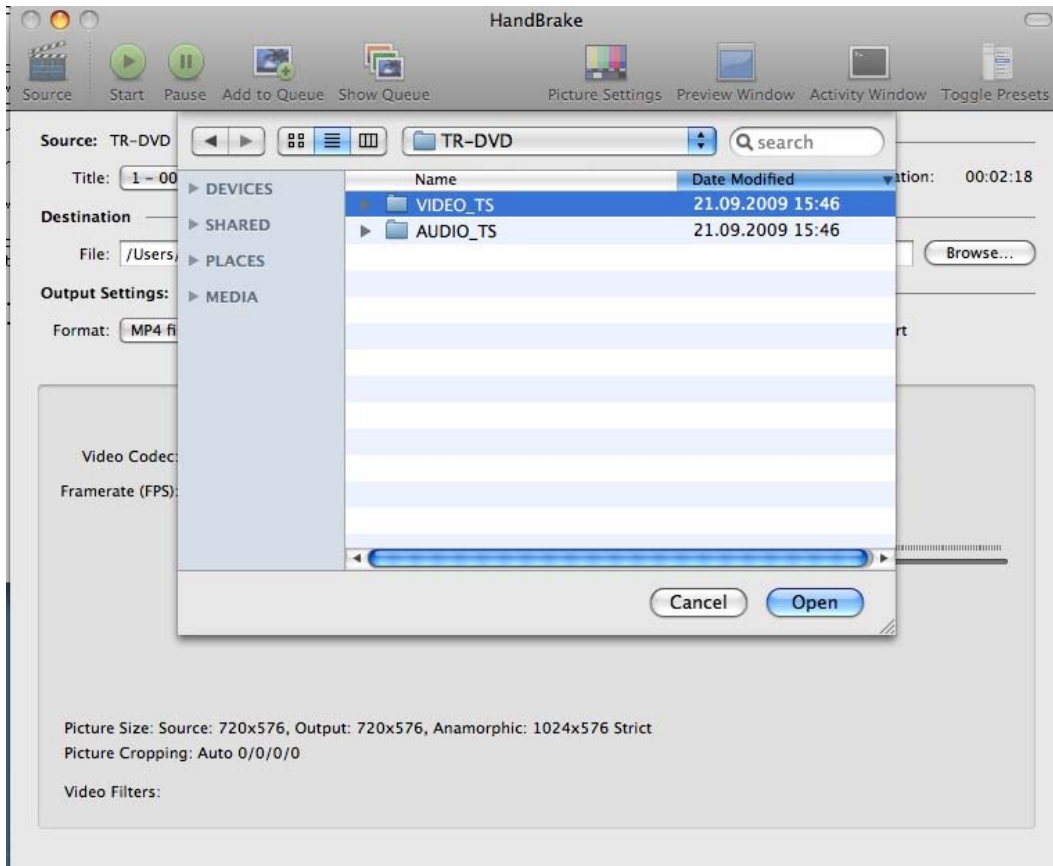 HandBrake
Source Start Pause Add to Queue Show Queue Picture Settings Preview Window Activity Window Toggle Presets
Source: TR-DVD
TR-DVD
search
Title: 1 - 00
ation: 00:02:18
DEVICES
SHARED
PLACES
MEDIA
Name Date Modified
VIDEO_TS 21.09.2009 15:46
AUDIO_TS 21.09.2009 15:46
Destination
File: /Users/
Browse...
Output Settings:
Format: MP4 fi
rt
Video Codec:
Framerate (FPS):
Cancel Open
Picture Size: Source: 720x576, Output: 720x576, Anamorphic: 1024x576 Strict
Picture Cropping: Auto 0/0/0/0
Video Filters: